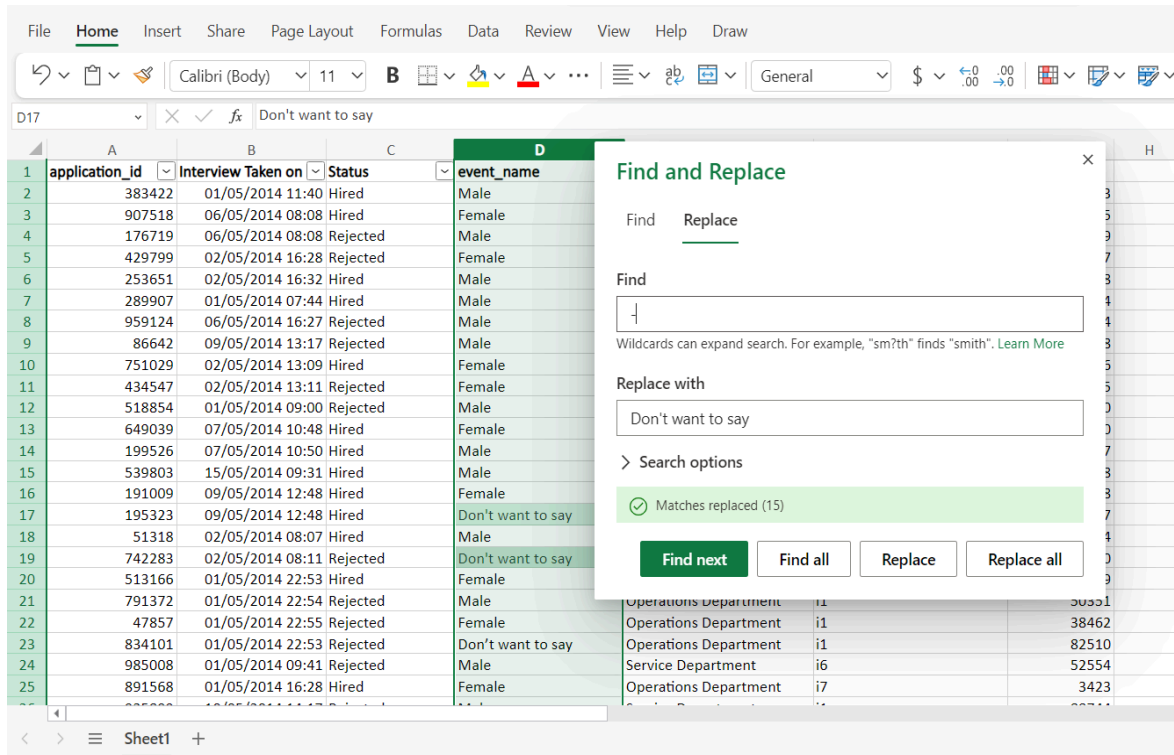 File Home Insert Share Page Layout Formulas Data Review View Help Draw
Calibri (Body) 11 B A General $ .00 .00
D17 fx Don't want to say
A B C D H
1 application_id Interview Taken on Status event_name
2 383422 01/05/2014 11:40 Hired Male
3 907518 06/05/2014 08:08 Hired Female
4 176719 06/05/2014 08:08 Rejected Male
5 429799 02/05/2014 16:28 Rejected Female
6 253651 02/05/2014 16:32 Hired Male
7 289907 01/05/2014 07:44 Hired Male
8 959124 06/05/2014 16:27 Rejected Male
9 86642 09/05/2014 13:17 Rejected Male
10 751029 02/05/2014 13:09 Hired Female
11 434547 02/05/2014 13:11 Rejected Female
12 518854 01/05/2014 09:00 Rejected Male
13 649039 07/05/2014 10:48 Hired Female
14 199526 07/05/2014 10:50 Hired Male
15 539803 15/05/2014 09:31 Hired Male
16 191009 09/05/2014 12:48 Hired Female
17 195323 09/05/2014 12:48 Hired Don't want to say
18 51318 02/05/2014 08:07 Hired Male
19 742283 02/05/2014 08:11 Rejected Don't want to say
20 513166 01/05/2014 22:53 Hired Female
21 791372 01/05/2014 22:54 Rejected Male Operations Department i1 50351
22 47857 01/05/2014 22:55 Rejected Female Operations Department i1 38462
23 834101 01/05/2014 22:53 Rejected Don’t want to say Operations Department i1 82510
24 985008 01/05/2014 09:41 Rejected Male Service Department i6 52554
25 891568 01/05/2014 16:28 Hired Female Operations Department i7 3423
Find and Replace
Find Replace
Find
-
Wildcards can expand search. For example, "sm?th" finds "smith". Learn More
Replace with
Don't want to say
Search options
Matches replaced (15)
Find next Find all Replace Replace all
Sheet1